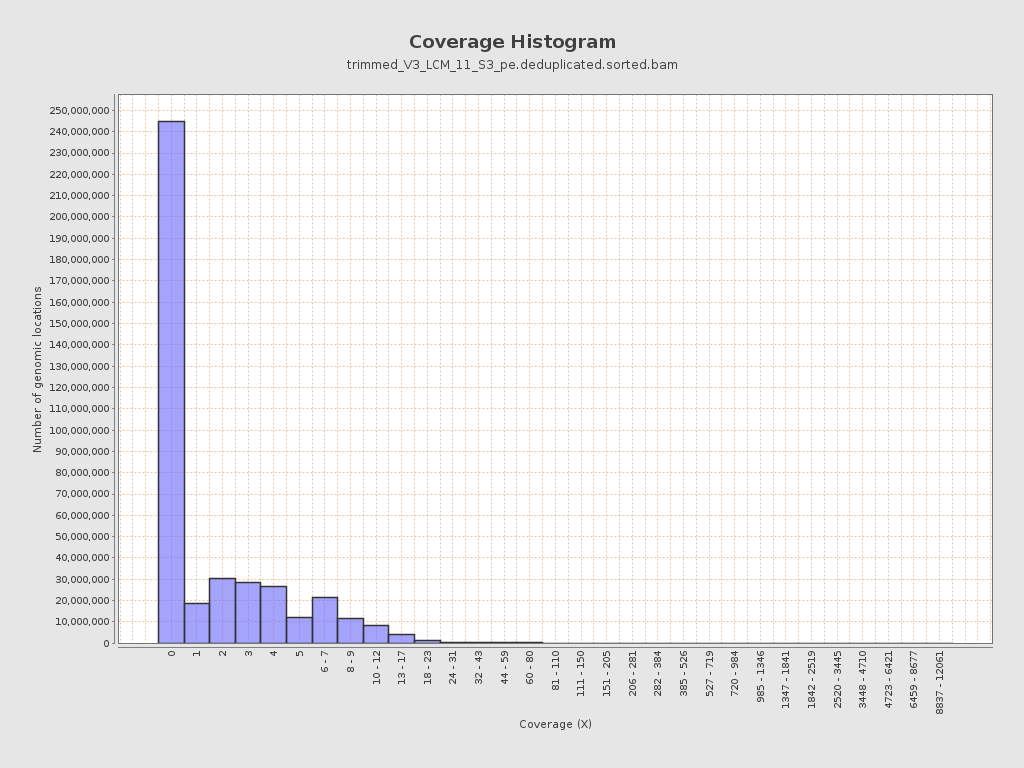 Coverage Histogram
trimmed_V3_LCM_11_S3_pe.deduplicated.sorted.bam
Number of genomic locations
250,000,000
240,000,000
230,000,000
220,000,000
210,000,000
200,000,000
190,000,000
180,000,000
170,000,000
160,000,000
150,000,000
140,000,000
130,000,000
120,000,000
110,000,000
100,000,000
90,000,000
80,000,000
70,000,000
60,000,000
50,000,000
40,000,000
30,000,000
20,000,000
10,000,000
0
0
1
2
3
4
5
6 - 7
8 - 9
10 - 12
13 - 17
18 - 23
24 - 31
32 - 43
44 - 59
60 - 80
81 - 110
111 - 150
151 - 205
206 - 281
282 - 384
385 - 526
527 - 719
720 - 984
985 - 1346
1347 - 1841
1842 - 2519
2520 - 3445
3448 - 4710
4723 - 6421
6459 - 8677
8837 - 12061
Coverage (X)